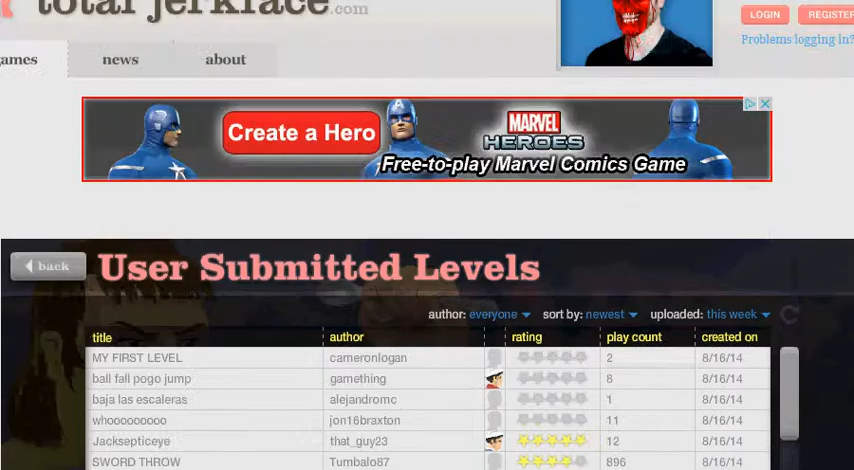 total jerkface.com
LOGIN
REGISTER
Problems logging in?
games
news
about
Create a Hero
MARVEL
HEROES
Free-to-play Marvel Comics Game
back
User Submitted Levels
author: everyone sort by: newest uploaded: this week
title author rating play count created on
MY FIRST LEVEL cameronlogan 2 8/16/14
ball fall pogo jump gamething 8 8/16/14
baja las escaleras alejandromc 1 8/16/14
whooooooooo jon16braxton 11 8/16/14
Jacksepticeye that_guy23 12 8/16/14
SWORD THROW Tumbalo87 896 8/16/14